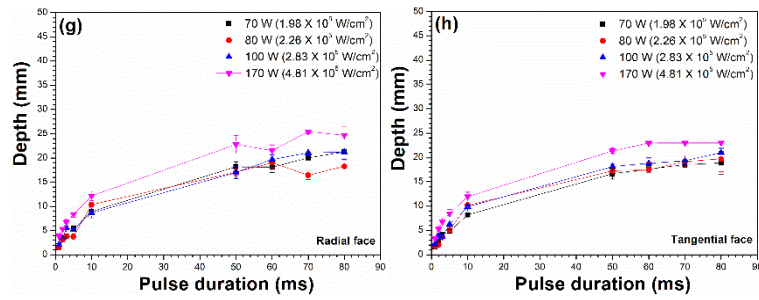 (g)
70 W (1.98 X 10⁵ W/cm²)
80 W (2.26 X 10⁵ W/cm²)
100 W (2.83 X 10⁵ W/cm²)
170 W (4.81 X 10⁵ W/cm²)
Depth (mm)
50
45
40
35
30
25
20
15
10
5
0
Radial face
0 10 20 30 40 50 60 70 80 90
Pulse duration (ms)
(h)
70 W (1.98 X 10⁵ W/cm²)
80 W (2.26 X 10⁵ W/cm²)
100 W (2.83 X 10⁵ W/cm²)
170 W (4.81 X 10⁵ W/cm²)
Depth (mm)
50
45
40
35
30
25
20
15
10
5
0
Tangential face
0 10 20 30 40 50 60 70 80 90
Pulse duration (ms)